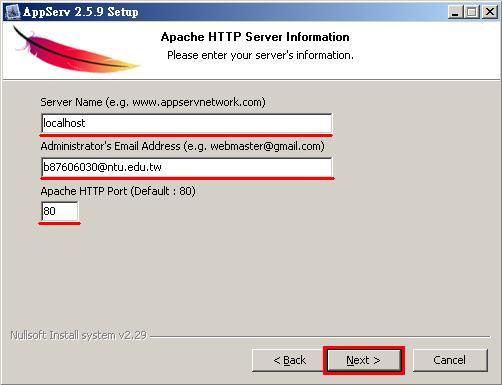 AppServ 2.5.9 Setup
Apache HTTP Server Information
Please enter your server's information.
Server Name (e.g. www.appservnetwork.com)
localhost
Administrator's Email Address (e.g. webmaster@gmail.com)
b87606030@ntu.edu.tw
Apache HTTP Port (Default : 80)
80
Nullsoft Install system v2.29
< Back Next > Cancel